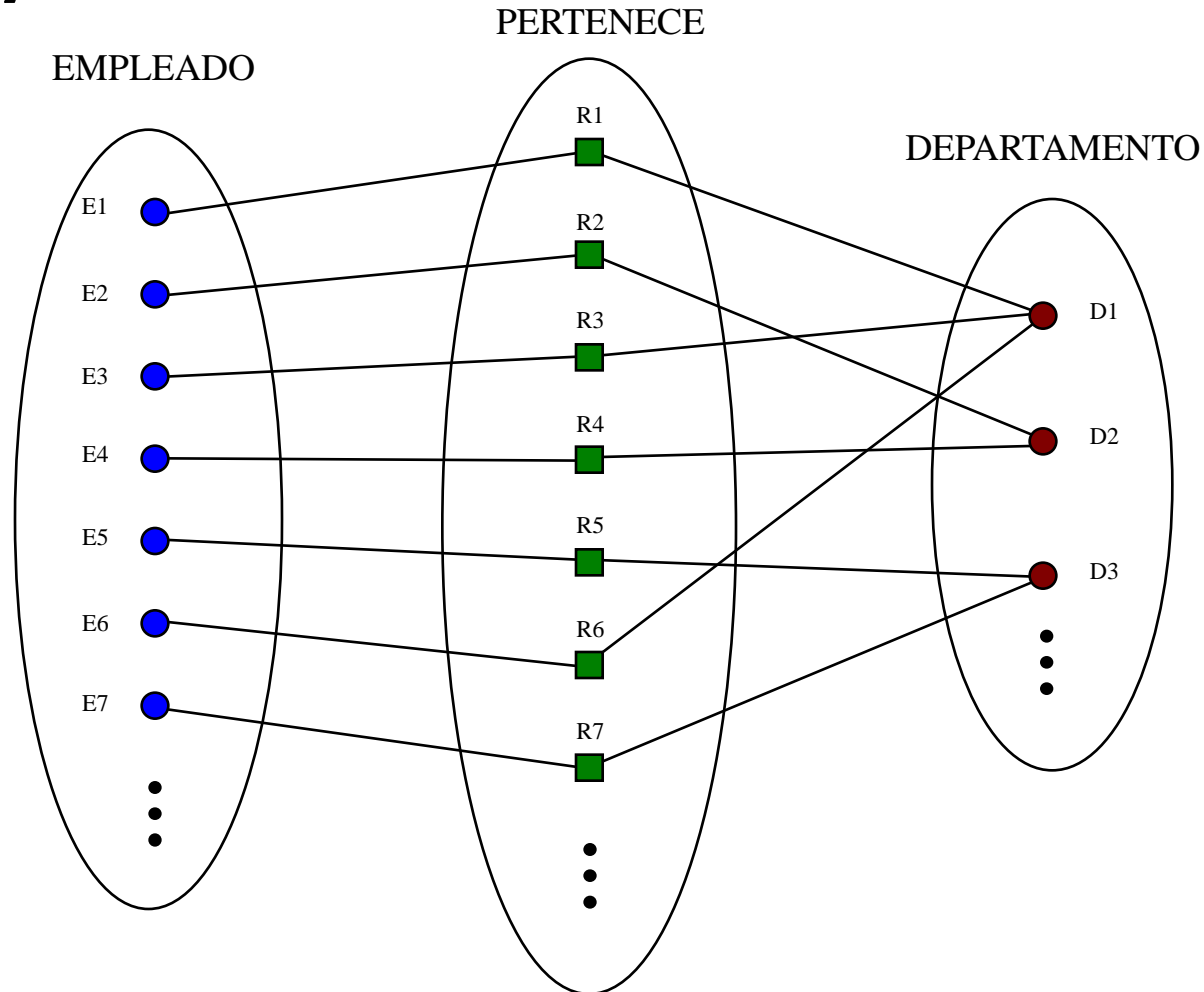 PERTENECE
EMPLEADO
DEPARTAMENTO
R1
E1
R2
E2
D1
R3
E3
R4
D2
E4
R5
E5
D3
E6
R6
E7
R7